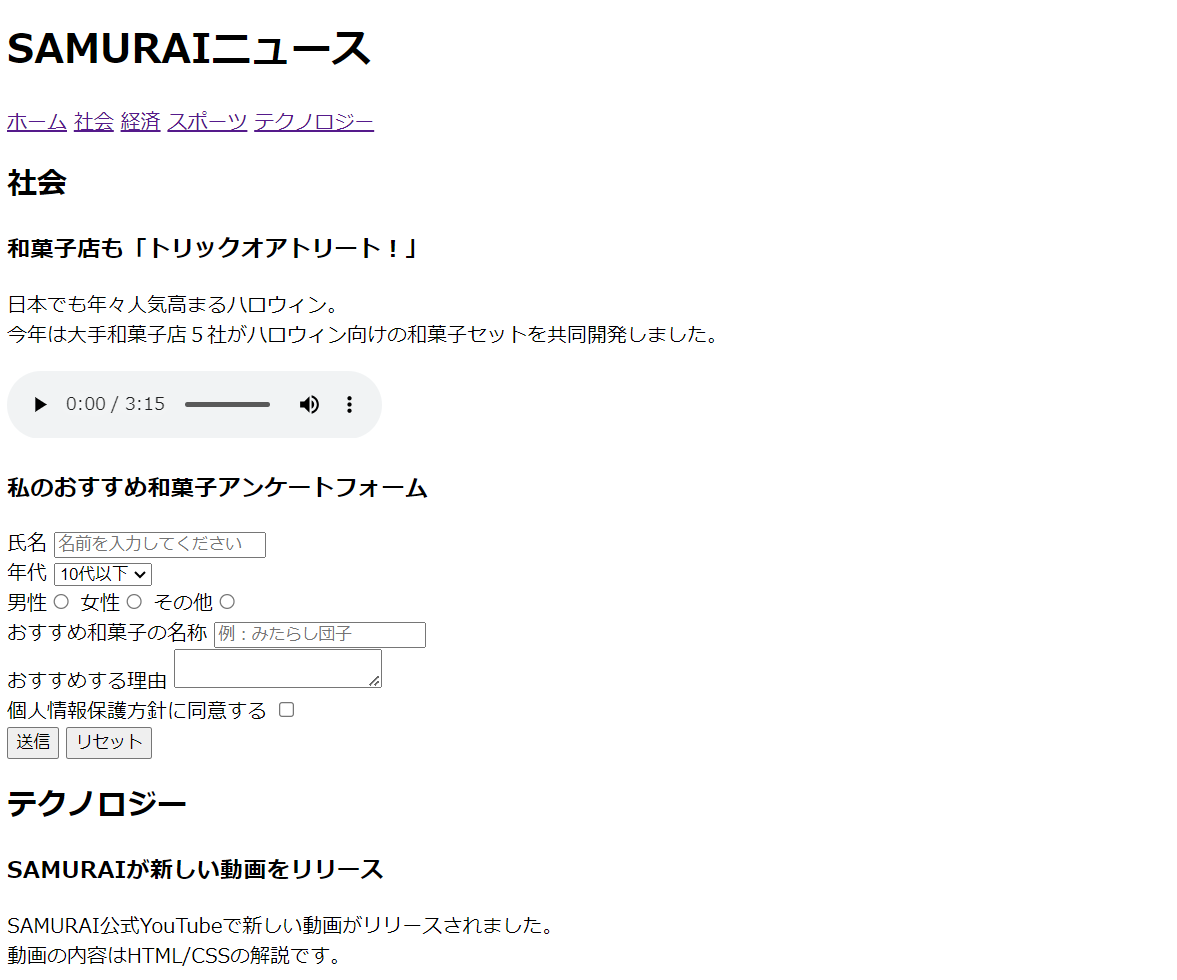 SAMURAIニュース
ホーム 社会 経済 スポーツ テクノロジー
社会
和菓子店も「トリックオアトリート！」
日本でも年々人気高まるハロウィン。
今年は大手和菓子店５社がハロウィン向けの和菓子セットを共同開発しました。
0:00 / 3:15
私のおすすめ和菓子アンケートフォーム
氏名 名前を入力してください
年代 10代以下
男性 女性 その他
おすすめ和菓子の名称 例：みたらし団子
おすすめする理由
個人情報保護方針に同意する
送信 リセット
テクノロジー
SAMURAIが新しい動画をリリース
SAMURAI公式YouTubeで新しい動画がリリースされました。
動画の内容はHTML/CSSの解説です。